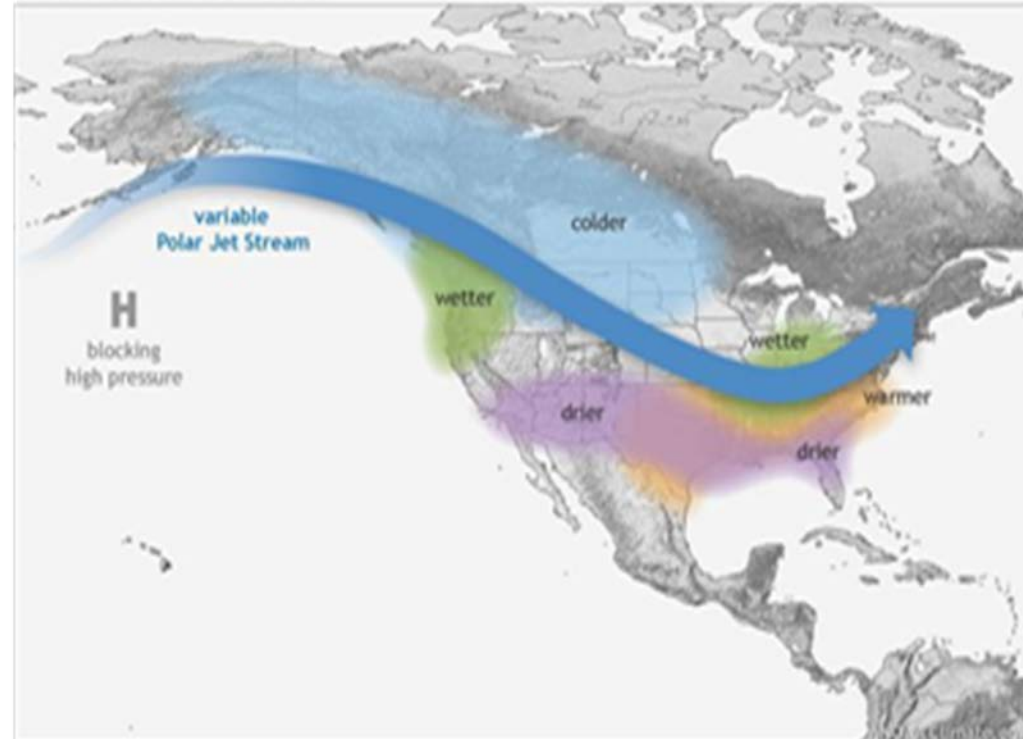 colder
variable
Polar Jet Stream
H
blocking
high pressure
wetter
wetter
warmer
drier
drier